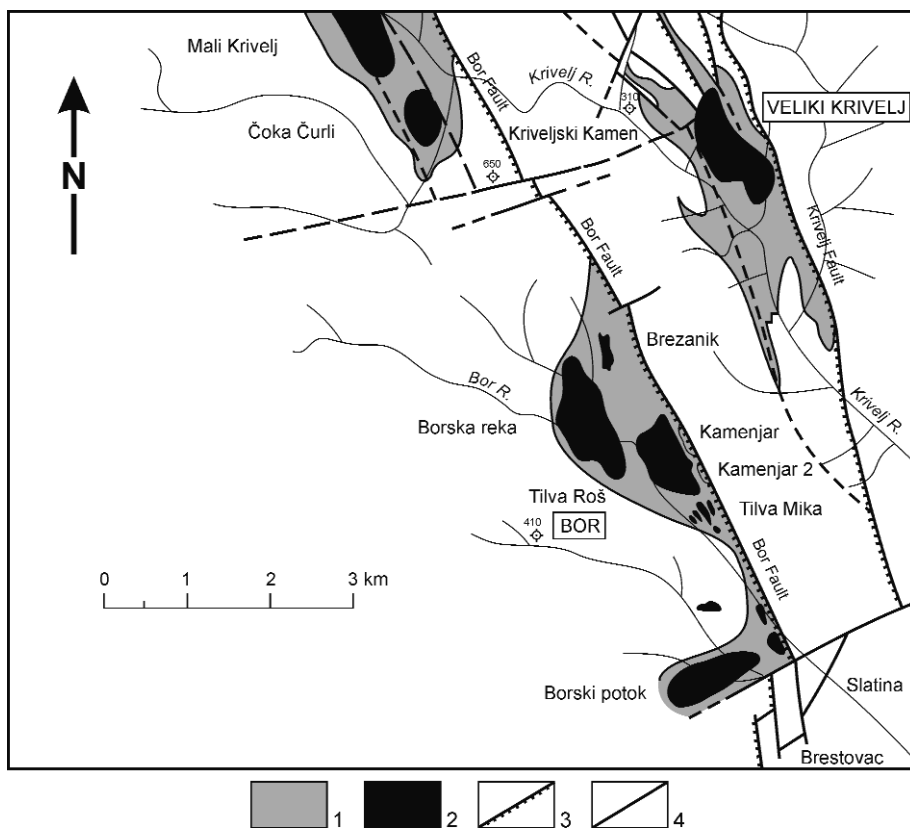 Mali Krivelj
Bor Fault
Krivelj R.
310
VELIKI KRIVELJ
Čoka Čurli
Kriveljski Kamen
650
N
Bor Fault
Krivelj Fault
Brezanik
Bor R.
Krivelj R.
Borska reka
Kamenjar
Kamenjar 2
Tilva Roš
Tilva Mika
410
BOR
Bor Fault
0 1 2 3 km
Borski potok
Slatina
Brestovac
1 2 3 4